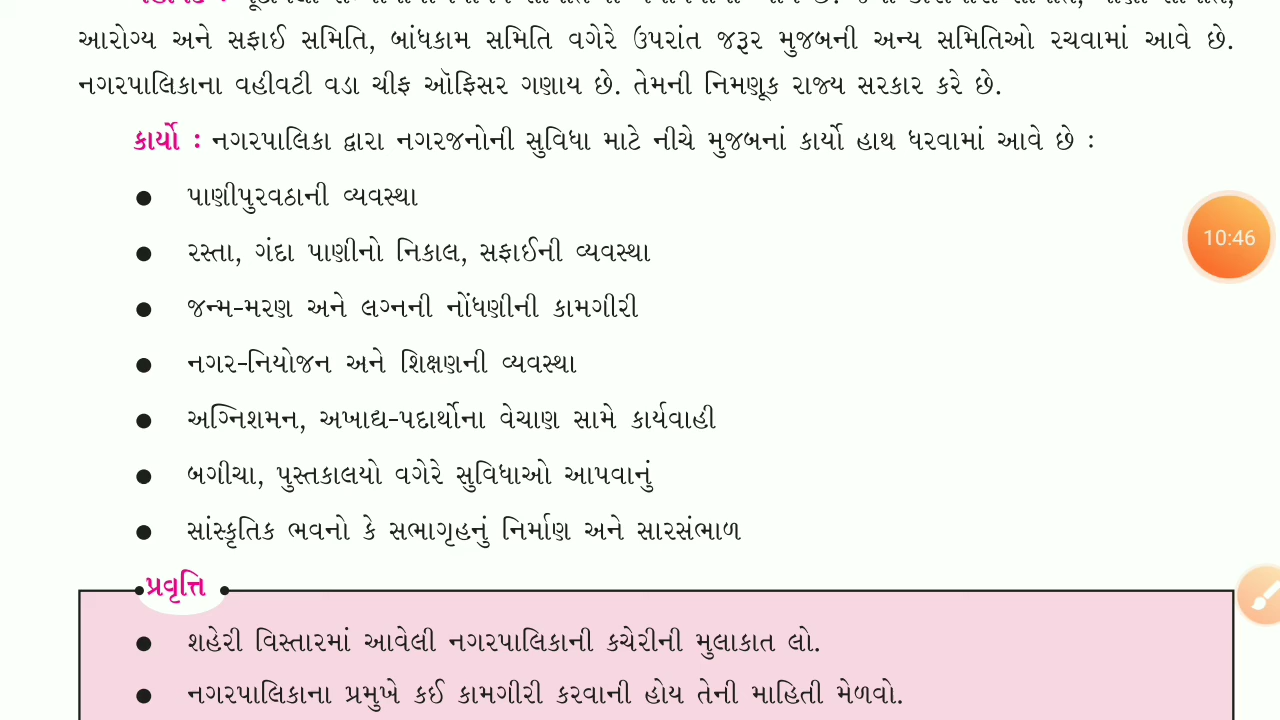 આરોગ્ય અને સફાઈ સમિતિ, બાંધકામ સમિતિ વગેરે ઉપરાંત જરૂર મુજબની અન્ય સમિતિઓ રચવામાં આવે છે.
નગરપાલિકાના વહીવટી વડા ચીફ ઑફિસર ગણાય છે. તેમની નિમણૂક રાજ્ય સરકાર કરે છે.
કાર્યો : નગરપાલિકા દ્વારા નગરજનોની સુવિધા માટે નીચે મુજબનાં કાર્યો હાથ ધરવામાં આવે છે :
● પાણીપુરવઠાની વ્યવસ્થા
10:46
● રસ્તા, ગંદા પાણીનો નિકાલ, સફાઈની વ્યવસ્થા
● જન્મ-મરણ અને લગ્નની નોંધણીની કામગીરી
● નગર-નિયોજન અને શિક્ષણની વ્યવસ્થા
● અગ્નિશમન, અખાદ્ય-પદાર્થોના વેચાણ સામે કાર્યવાહી
● બગીચા, પુસ્તકાલયો વગેરે સુવિધાઓ આપવાનું
● સાંસ્કૃતિક ભવનો કે સભાગૃહનું નિર્માણ અને સારસંભાળ
પ્રવૃત્તિ
● શહેરી વિસ્તારમાં આવેલી નગરપાલિકાની કચેરીની મુલાકાત લો.
● નગરપાલિકાના પ્રમુખે કઈ કામગીરી કરવાની હોય તેની માહિતી મેળવો.